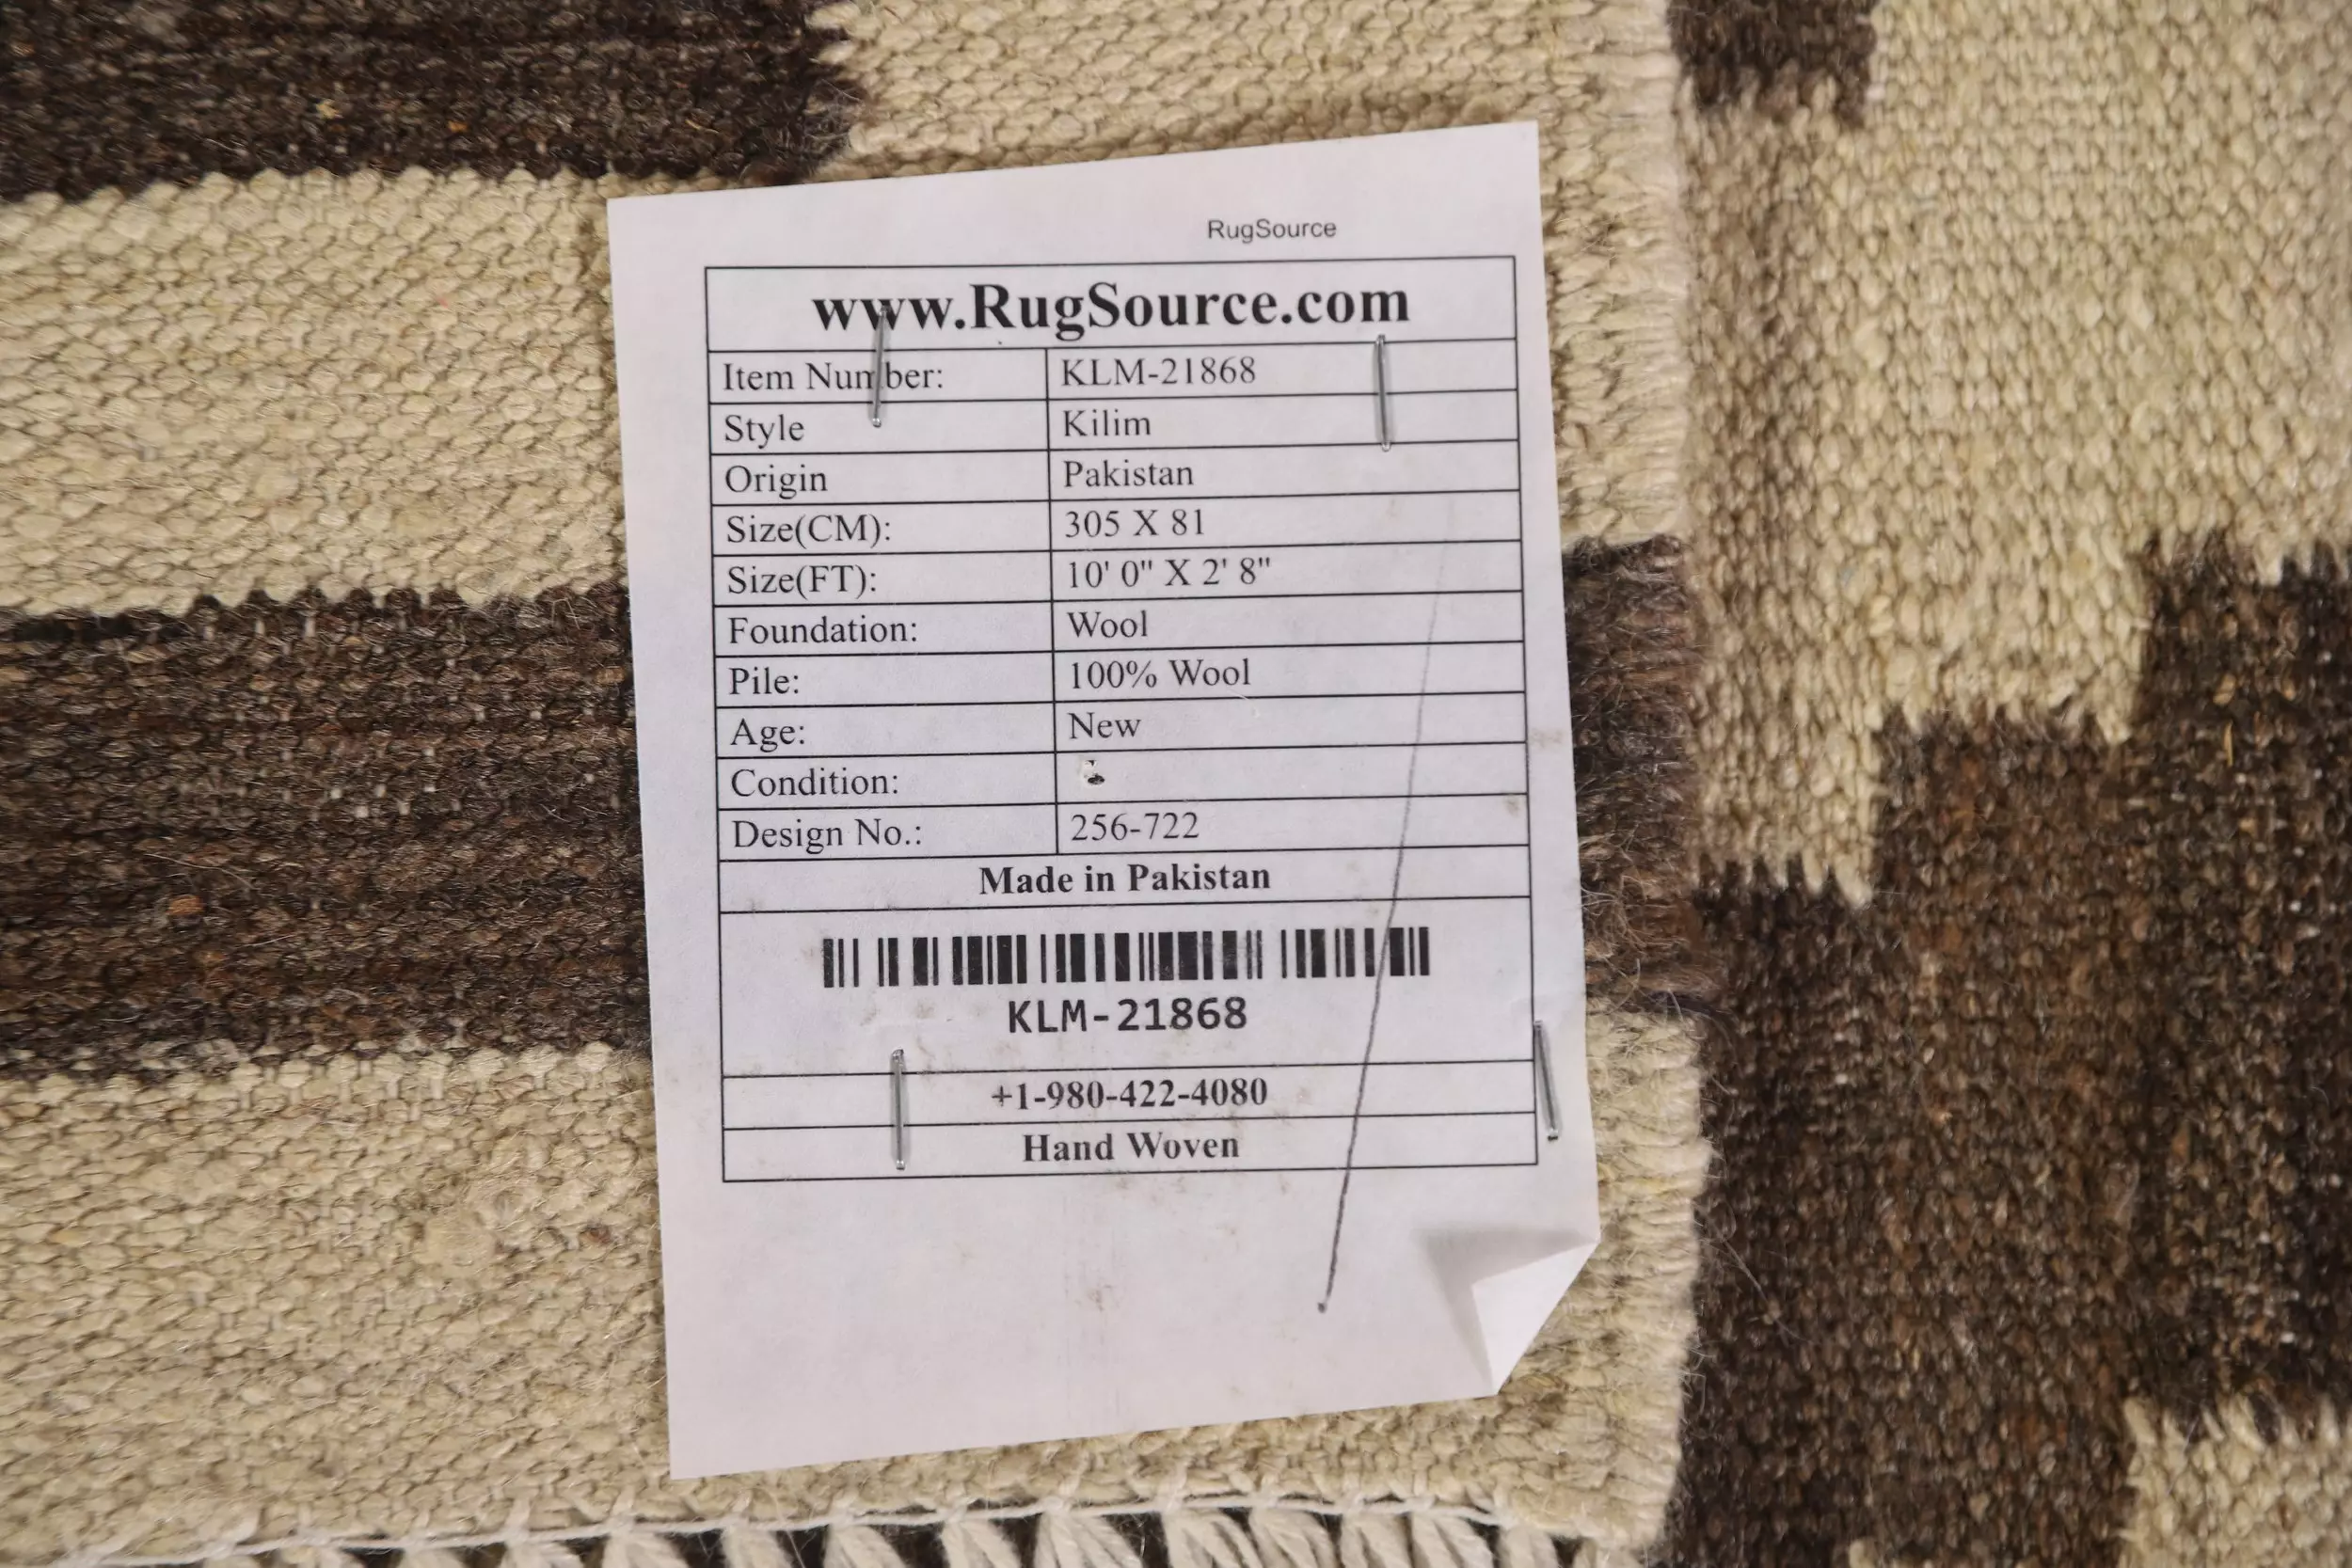 RugSource
www.RugSource.com
Item Number: KLM-21868
Style Kilim
Origin Pakistan
Size(CM): 305 X 81
Size(FT): 10' 0" X 2' 8"
Foundation: Wool
Pile: 100% Wool
Age: New
Condition:
Design No.: 256-722
Made in Pakistan
KLM-21868
+1-980-422-4080
Hand Woven